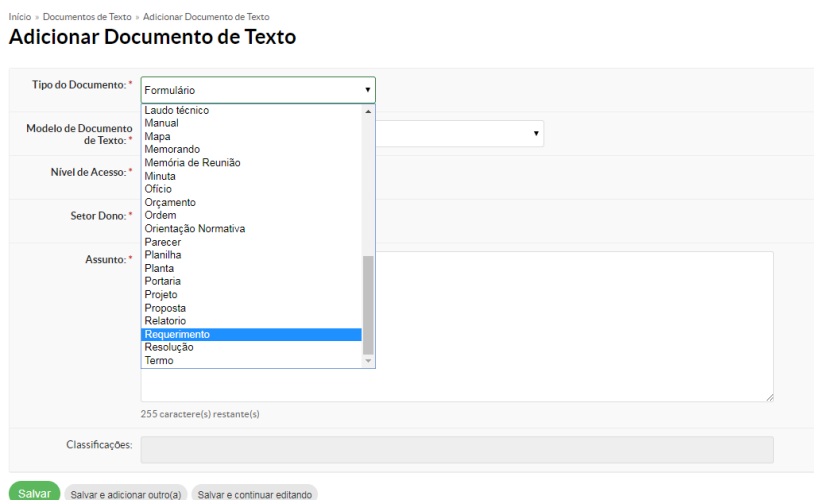 Início » Documentos de Texto » Adicionar Documento de Texto
Adicionar Documento de Texto
Tipo do Documento: *
Formulário
Laudo técnico
Manual
Mapa
Memorando
Memória de Reunião
Minuta
Ofício
Orçamento
Ordem
Orientação Normativa
Parecer
Planilha
Planta
Portaria
Projeto
Proposta
Relatorio
Requerimento
Resolução
Termo
Modelo de Documento
de Texto: *
Nível de Acesso: *
Setor Dono: *
Assunto: *
255 caractere(s) restante(s)
Classificações:
Salvar Salvar e adicionar outro(a) Salvar e continuar editando